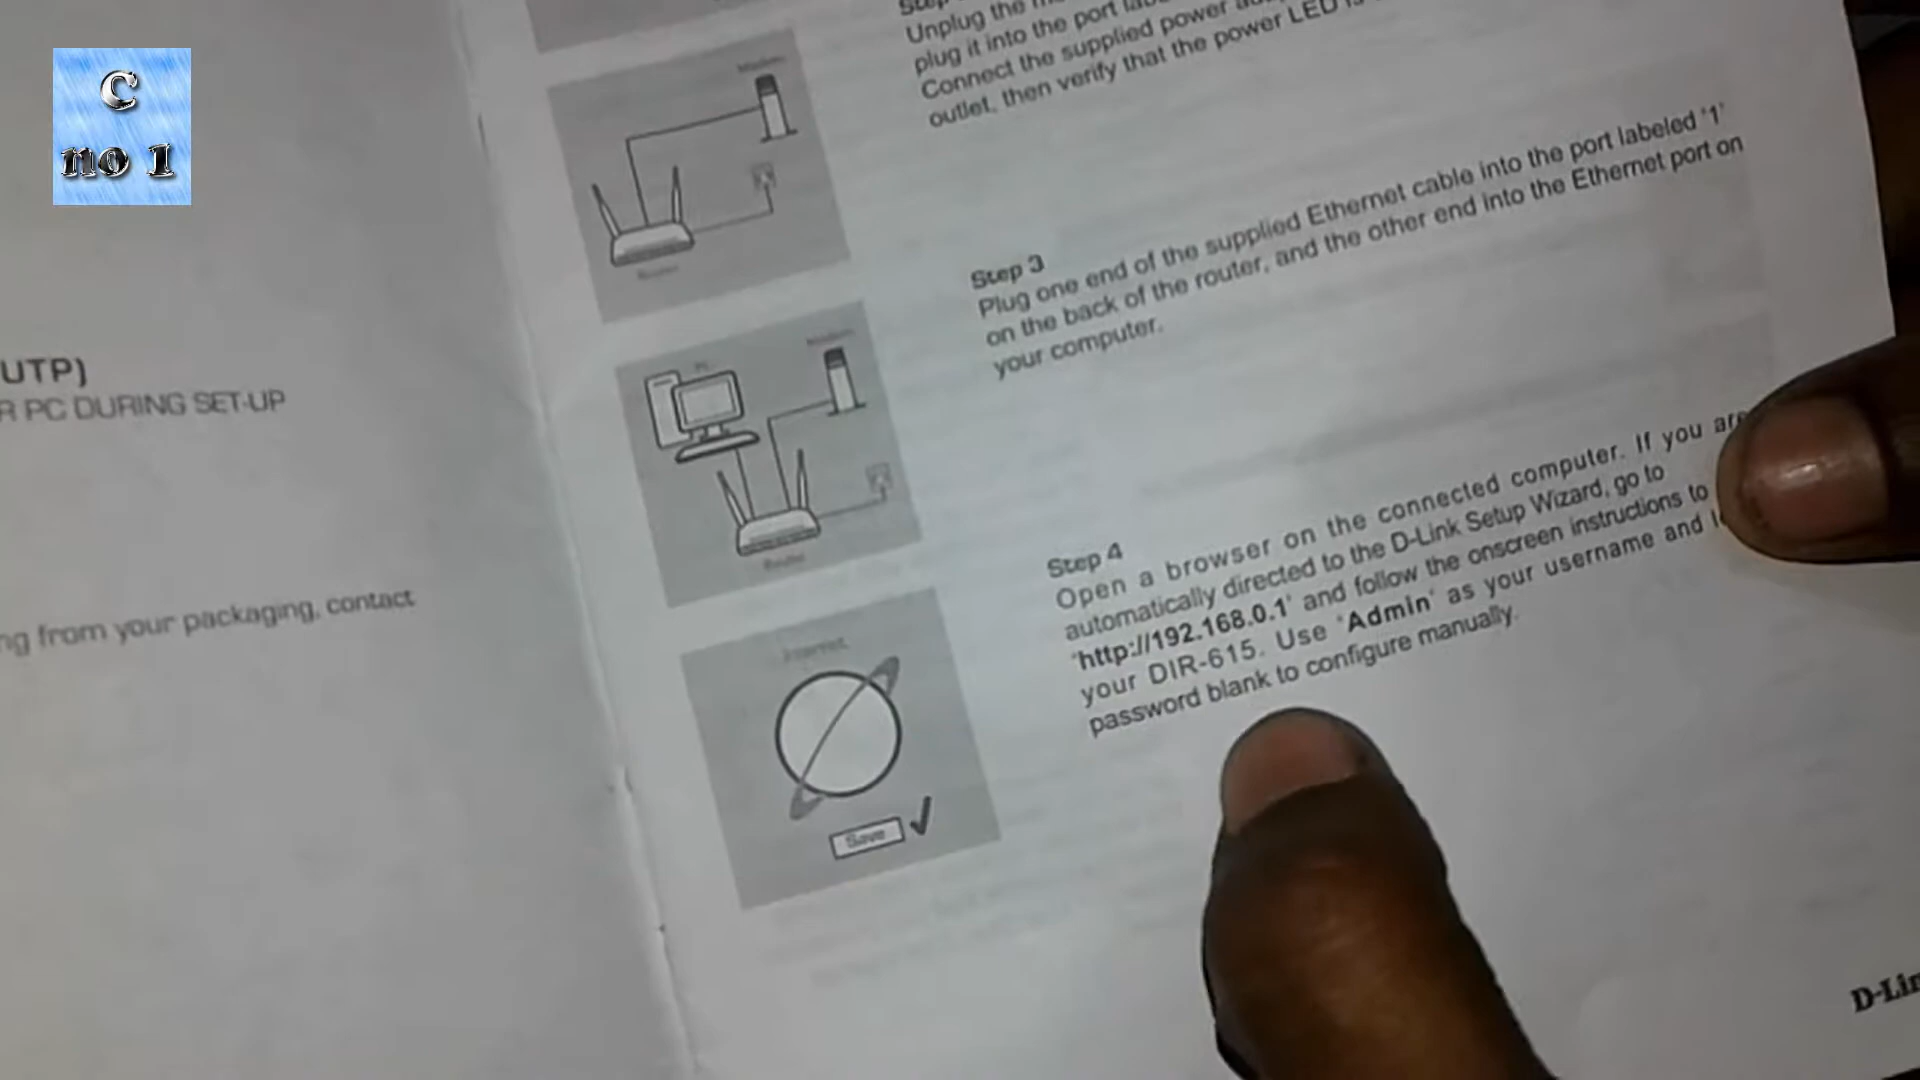 C
no 1
UTP)
R PC DURING SET-UP
ng from your packaging, contact
Modem
Router
PC
Modem
Router
Internet
Save
Unplug the
plug it into the port
Connect the supplied power
outlet, then verify that the power LED
Step 3
Plug one end of the supplied Ethernet cable into the port labeled '1'
on the back of the router, and the other end into the Ethernet port on
your computer.
Step 4
Open a browser on the connected computer. If you are
automatically directed to the D-Link Setup Wizard, go to
'http://192.168.0.1' and follow the onscreen instructions to
your DIR-615. Use 'Admin' as your username and
password blank to configure manually.
D-Lin